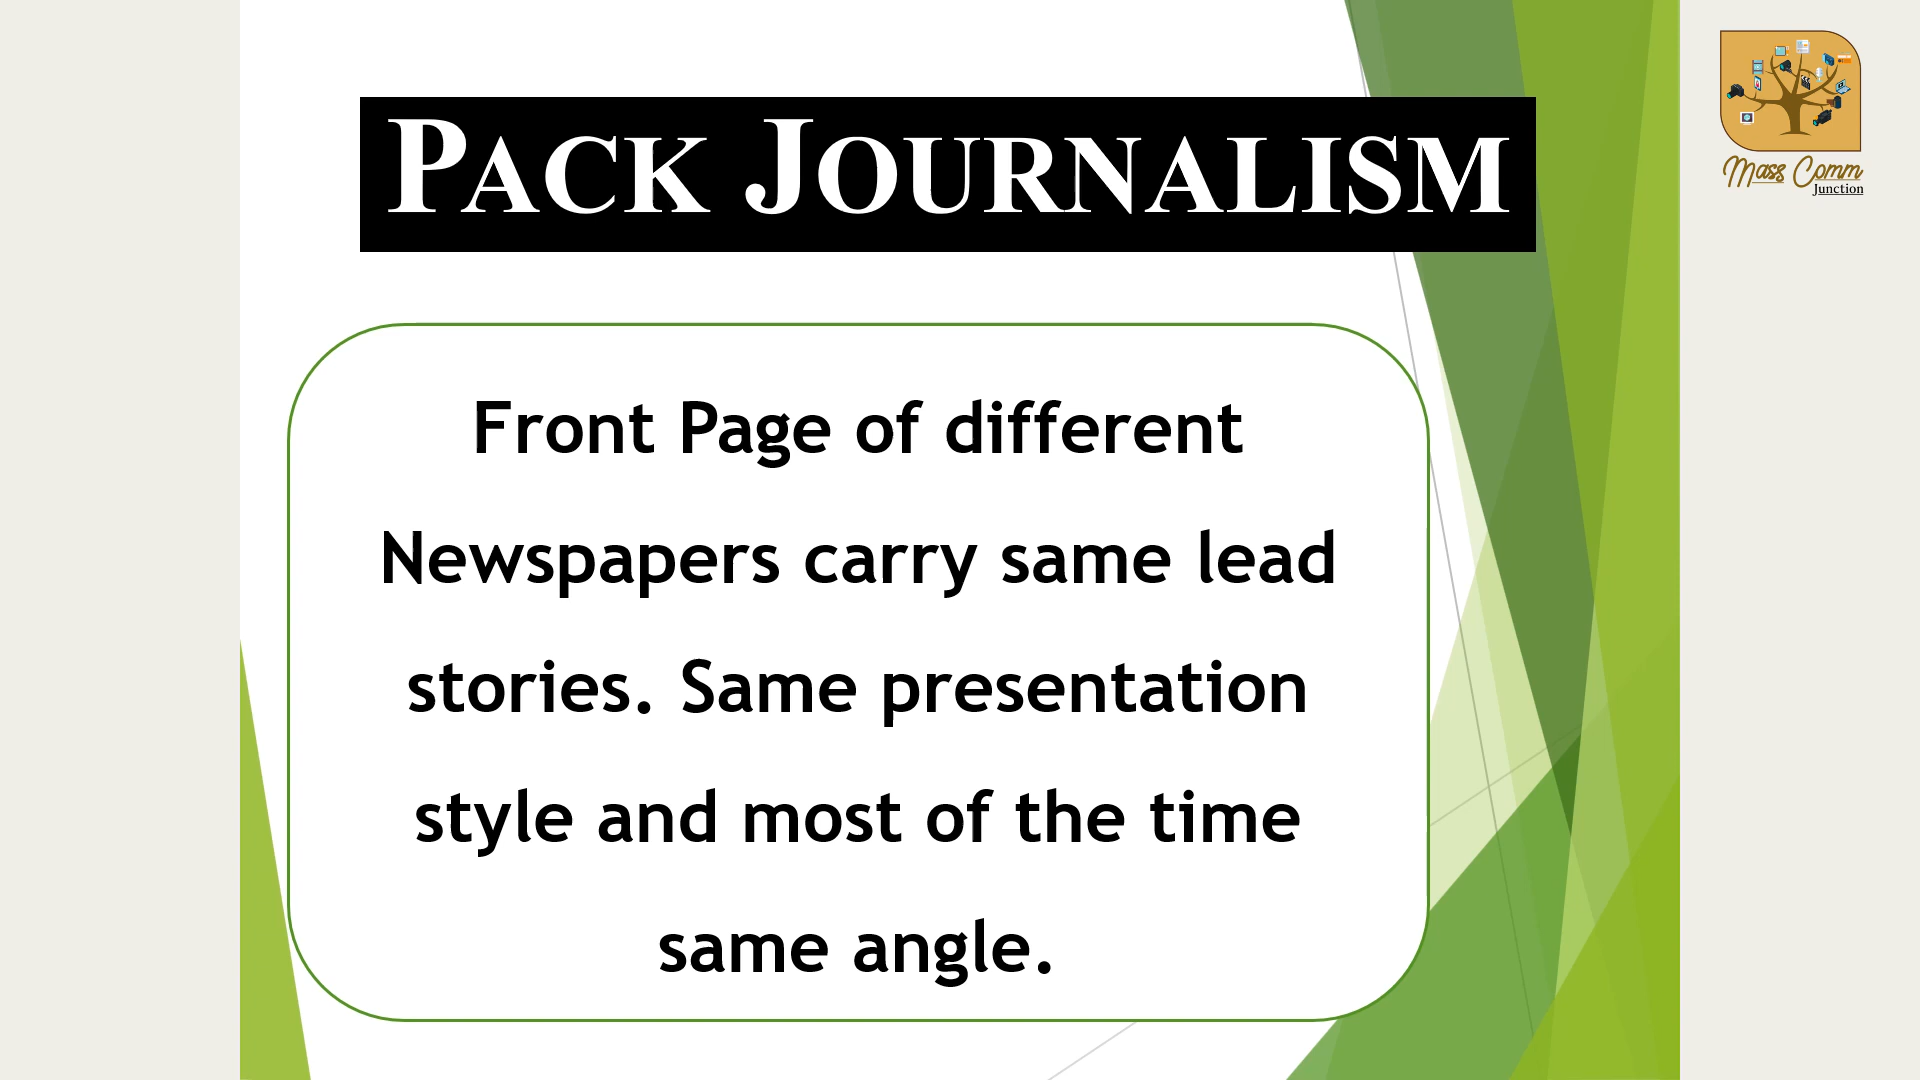 PACK JOURNALISM
Mass Comm
Junction
Front Page of different
Newspapers carry same lead
stories. Same presentation
style and most of the time
same angle.